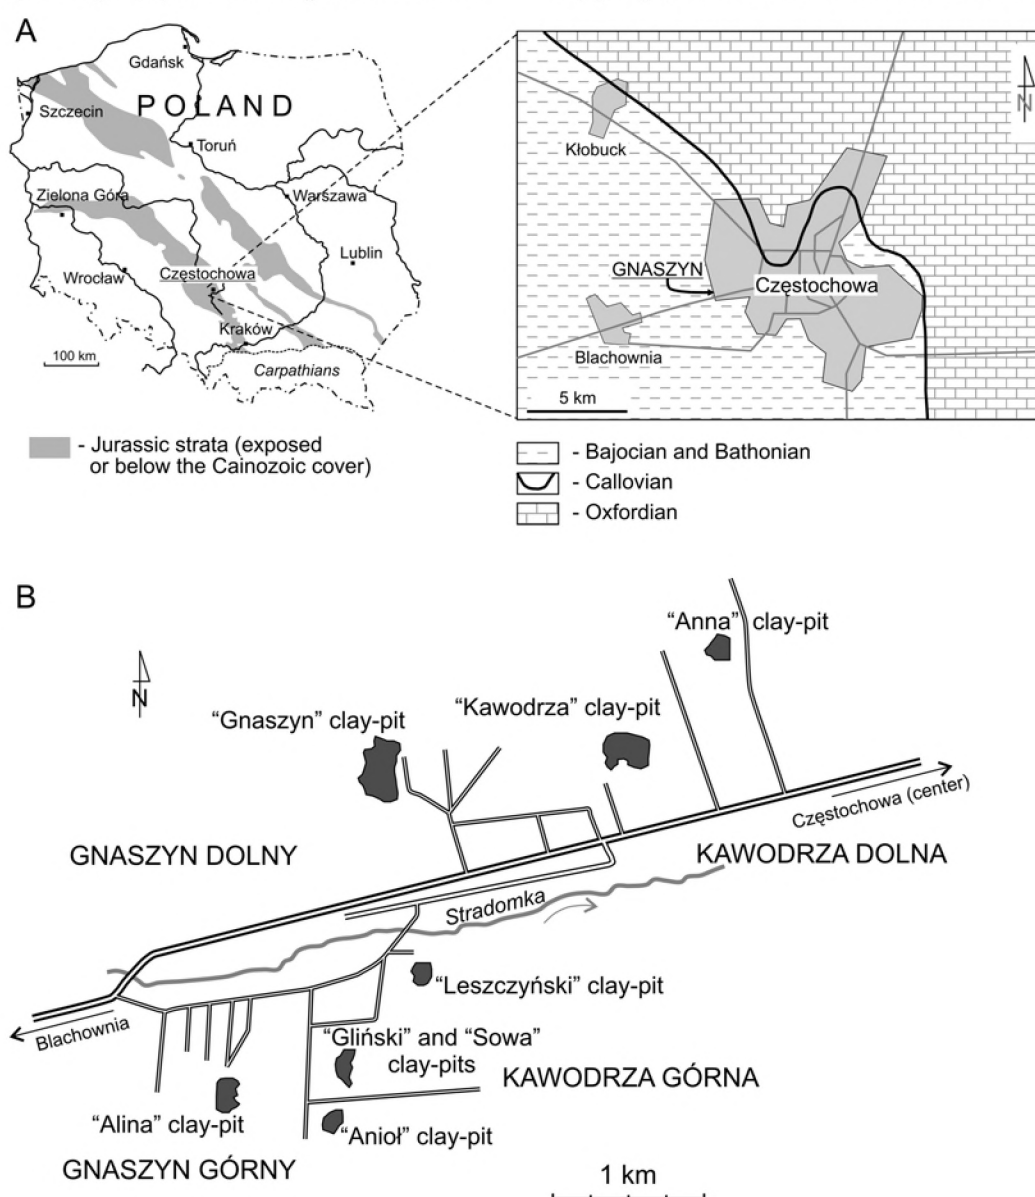 A
Gdańsk
POLAND
Szczecin
Toruń
Zielona Góra
Warszawa
Lublin
Wrocław
Częstochowa
Kraków
100 km
Carpathians
- Jurassic strata (exposed
or below the Cainozoic cover)
N
Kłobuck
GNASZYN
Częstochowa
Blachownia
5 km
- Bajocian and Bathonian
- Callovian
- Oxfordian
B
N
“Anna” clay-pit
“Gnaszyn” clay-pit
“Kawodrza” clay-pit
Częstochowa (center)
GNASZYN DOLNY
KAWODRZA DOLNA
Stradomka
“Leszczyński” clay-pit
Blachownia
“Gliński” and “Sowa”
clay-pits
KAWODRZA GÓRNA
“Alina” clay-pit
“Anioł” clay-pit
GNASZYN GÓRNY
1 km